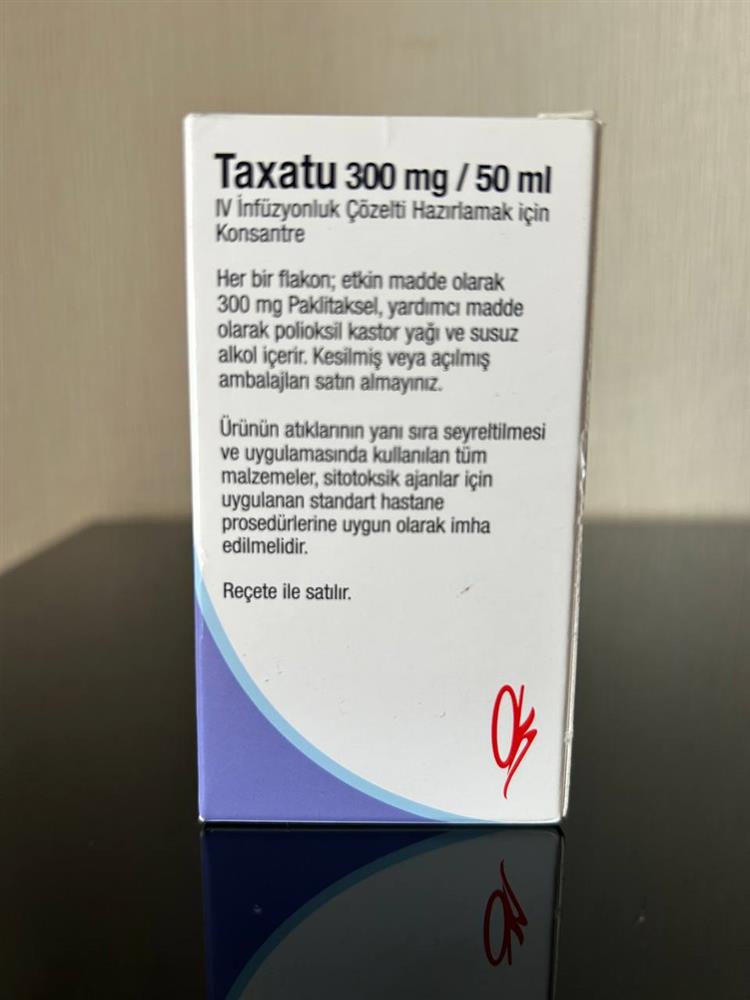 Taxatu 300 mg / 50 ml
IV İnfüzyonluk Çözelti Hazırlamak için
Konsantre
Her bir flakon; etkin madde olarak
300 mg Paklitaksel, yardımcı madde
olarak polioksil kastor yağı ve susuz
alkol içerir. Kesilmiş veya açılmış
ambalajları satın almayınız.
Ürünün atıklarının yanı sıra seyreltilmesi
ve uygulamasında kullanılan tüm
malzemeler, sitotoksik ajanlar için
uygulanan standart hastane
prosedürlerine uygun olarak imha
edilmelidir.
Reçete ile satılır.